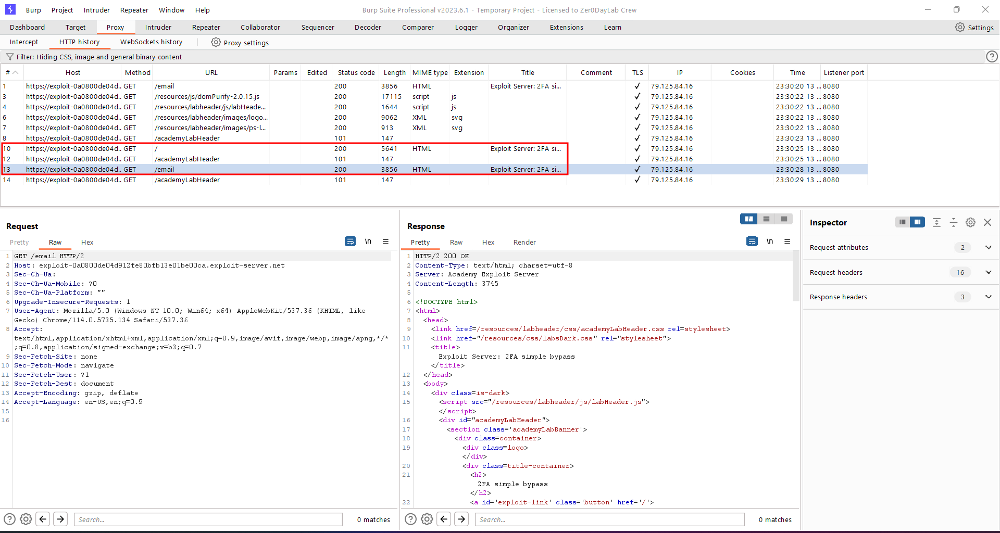 Burp Project Intruder Repeater Window Help Burp Suite Professional v2023.6.1 - Temporary Project - Licensed to Zer0DayLab Crew
Dashboard Target Proxy Intruder Repeater Collaborator Sequencer Decoder Comparer Logger Organizer Extensions Learn Settings
Intercept HTTP history WebSockets history Proxy settings
Filter: Hiding CSS, image and general binary content
# Host Method URL Params Edited Status code Length MIME type Extension Title Comment TLS IP Cookies Time Listener port
1 https://exploit-0a0800de04d.. GET /email 200 3856 HTML Exploit Server: 2FA si... ✓ 79.125.84.16 23:30:20 13 ... 8080
3 https://exploit-0a0800de04d.. GET /resources/js/domPurify-2.0.15.js 200 17115 script js ✓ 79.125.84.16 23:30:22 13 ... 8080
4 https://exploit-0a0800de04d.. GET /resources/labheader/js/labHeade... 200 1644 script js ✓ 79.125.84.16 23:30:22 13 ... 8080
6 https://exploit-0a0800de04d.. GET /resources/labheader/images/logo... 200 9062 XML svg ✓ 79.125.84.16 23:30:22 13 ... 8080
7 https://exploit-0a0800de04d.. GET /resources/labheader/images/ps-l... 200 913 XML svg ✓ 79.125.84.16 23:30:22 13 ... 8080
8 https://exploit-0a0800de04d.. GET /academyLabHeader 101 147 ✓ 79.125.84.16 23:30:23 13 ... 8080
10 https://exploit-0a0800de04d.. GET / 200 5641 HTML Exploit Server: 2FA si... ✓ 79.125.84.16 23:30:25 13 ... 8080
12 https://exploit-0a0800de04d.. GET /academyLabHeader 101 147 ✓ 79.125.84.16 23:30:25 13 ... 8080
13 https://exploit-0a0800de04d.. GET /email 200 3856 HTML Exploit Server: 2FA si... ✓ 79.125.84.16 23:30:28 13 ... 8080
14 https://exploit-0a0800de04d.. GET /academyLabHeader 101 147 ✓ 79.125.84.16 23:30:29 13 ... 8080
Request
Pretty Raw Hex \n
1 GET /email HTTP/2
2 Host: exploit-0a0800de04d912fe80bfb13e01be00ca.exploit-server.net
3 Sec-Ch-Ua:
4 Sec-Ch-Ua-Mobile: ?0
5 Sec-Ch-Ua-Platform: ""
6 Upgrade-Insecure-Requests: 1
7 User-Agent: Mozilla/5.0 (Windows NT 10.0; Win64; x64) AppleWebKit/537.36 (KHTML, like
Gecko) Chrome/114.0.5735.134 Safari/537.36
8 Accept:
text/html,application/xhtml+xml,application/xml;q=0.9,image/avif,image/webp,image/apng,*/*
;q=0.8,application/signed-exchange;v=b3;q=0.7
9 Sec-Fetch-Site: none
10 Sec-Fetch-Mode: navigate
11 Sec-Fetch-User: ?1
12 Sec-Fetch-Dest: document
13 Accept-Encoding: gzip, deflate
14 Accept-Language: en-US,en;q=0.9
15
16
Search... 0 matches
Response
Pretty Raw Hex Render \n
1 HTTP/2 200 OK
2 Content-Type: text/html; charset=utf-8
3 Server: Academy Exploit Server
4 Content-Length: 3745
5
6 <!DOCTYPE html>
7 <html>
8 <head>
9 <link href=/resources/labheader/css/academyLabHeader.css rel=stylesheet>
10 <link href="/resources/css/labsDark.css" rel="stylesheet">
11 <title>
Exploit Server: 2FA simple bypass
</title>
12 </head>
13 <body>
14 <div class=is-dark>
15 <script src="/resources/labheader/js/labHeader.js">
</script>
16 <div id="academyLabHeader">
17 <section class='academyLabBanner'>
18 <div class=container>
19 <div class=logo>
</div>
20 <div class=title-container>
21 <h2>
2FA simple bypass
</h2>
22 <a id='exploit-link' class='button' href='/'>
Search... 0 matches
Inspector
Request attributes 2
Request headers 16
Response headers 3